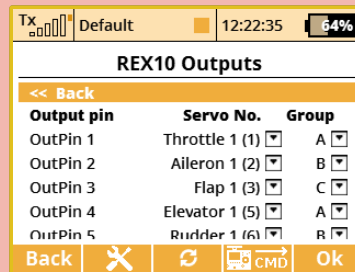 Tx Default 12:22:35 64%
REX10 Outputs
<< Back
Output pin Servo No. Group
OutPin 1 Throttle 1 (1) A
OutPin 2 Aileron 1 (2) B
OutPin 3 Flap 1 (3) C
OutPin 4 Elevator 1 (5) A
OutPin 5 Rudder 1 (6) B
Back CMD Ok